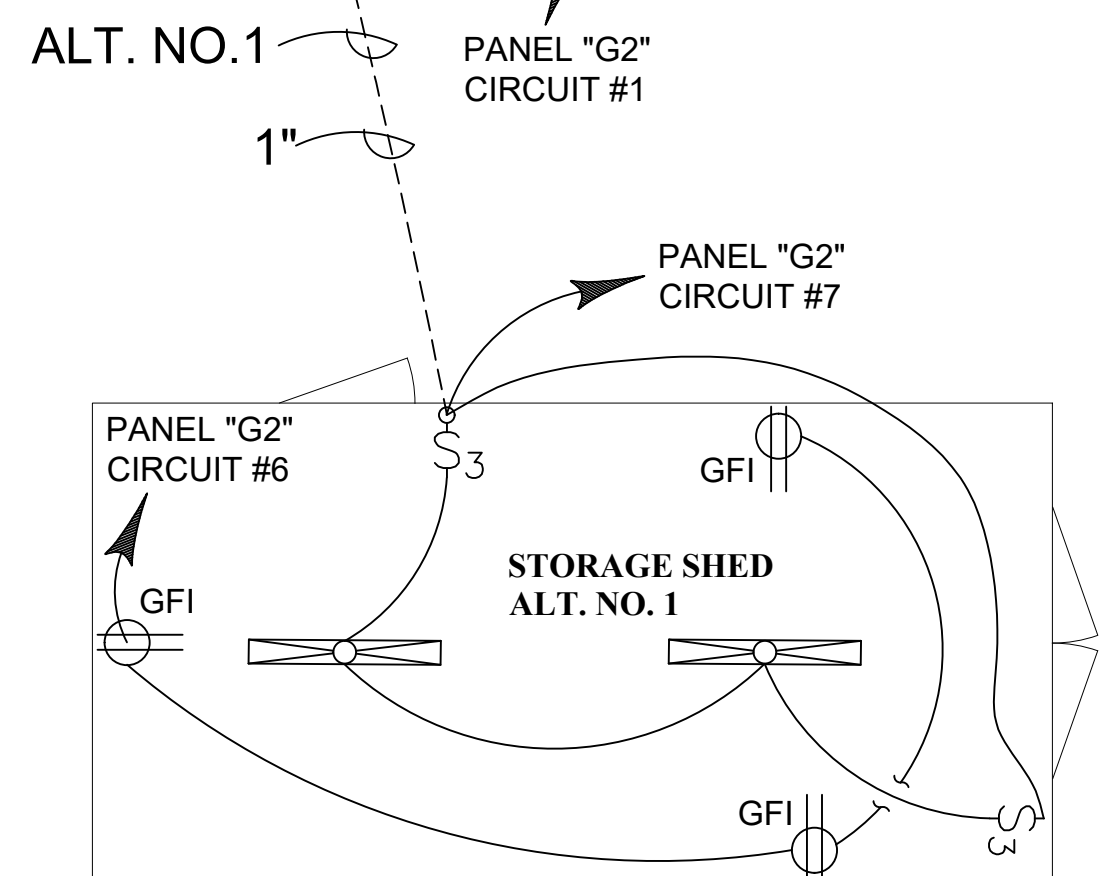 ALT. NO.1
PANEL "G2"
CIRCUIT #1
1"
PANEL "G2"
CIRCUIT #7
PANEL "G2"
CIRCUIT #6
S3
GFI
STORAGE SHED
ALT. NO. 1
GFI
GFI
S3